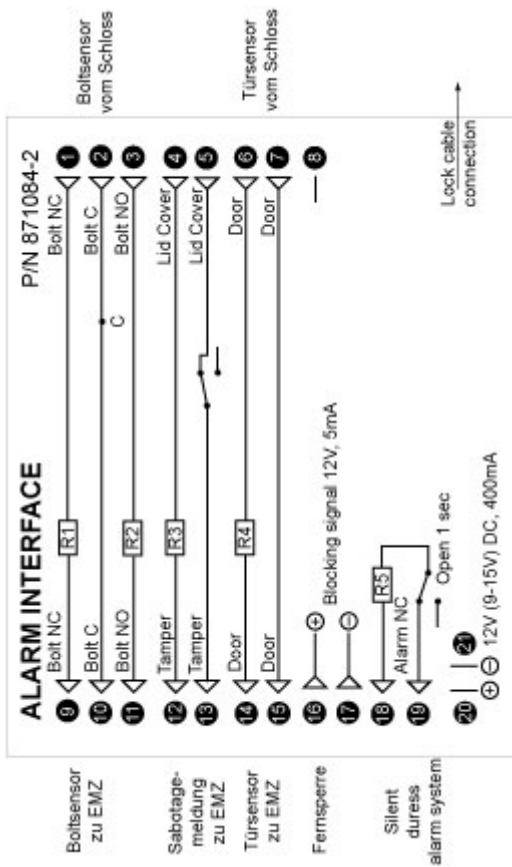 ALARM INTERFACE
P/N 871084-2
Boltsensor
zu EMZ
9 Bolt NC R1 Bolt NC 1
10 Bolt C C Bolt C 2
11 Bolt NO R2 Bolt NO 3
Boltsensor
vom Schloss
Sabotage-
meldung
zu EMZ
12 Tamper R3 Lid Cover 4
13 Tamper Lid Cover 5
Türsensor
zu EMZ
14 Door R4 Door 6
15 Door Door 7
Türsensor
vom Schloss
8
Fernsperre
16 +
17 −
Blocking signal 12V, 5mA
Silent
duress
alarm system
18 R5
19 Alarm NC
Open 1 sec
20 21
+ − 12V (9-15V) DC, 400mA
Lock cable
connection